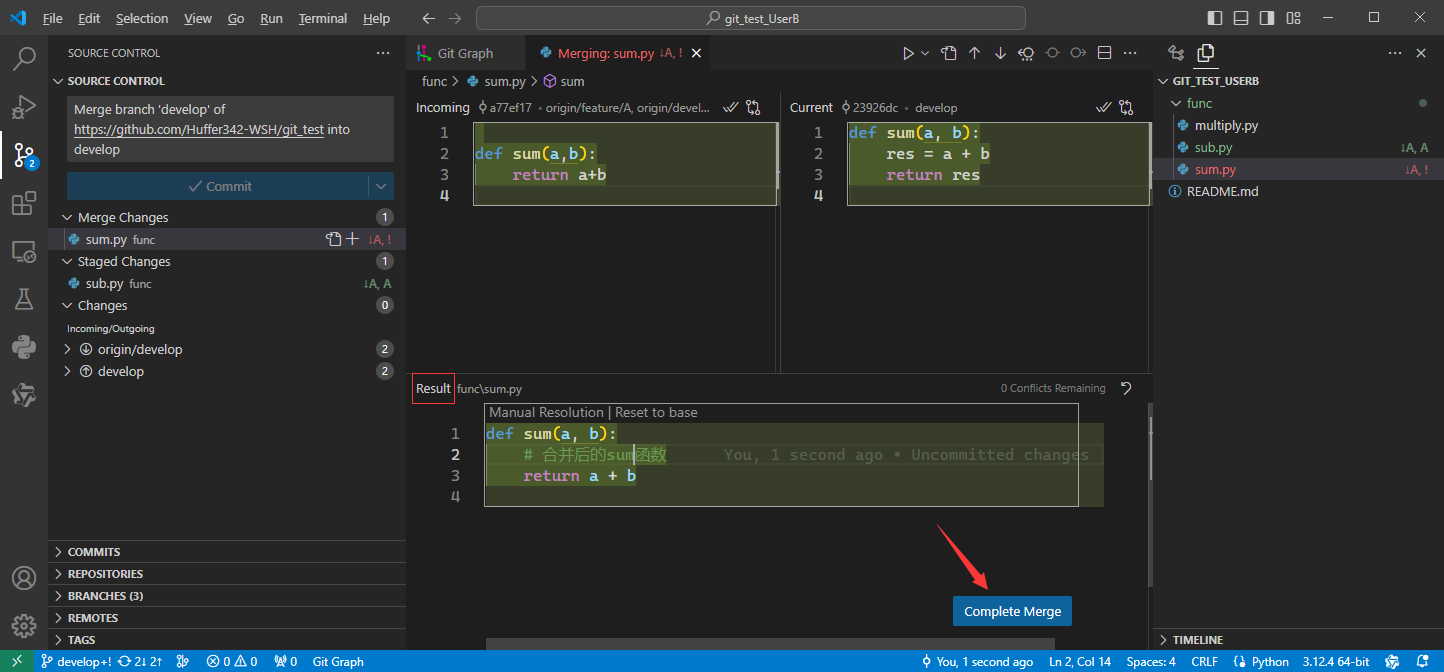 File Edit Selection View Go Run Terminal Help
git_test_UserB
SOURCE CONTROL
SOURCE CONTROL
Merge branch 'develop' of
https://github.com/Huffer342-WSH/git_test into
develop
Commit
Merge Changes 1
sum.py func ↓A, !
Staged Changes 1
sub.py func ↓A, A
Changes 0
Incoming/Outgoing
origin/develop 2
develop 2
COMMITS
REPOSITORIES
BRANCHES (3)
REMOTES
TAGS
Git Graph
Merging: sum.py ↓A, !
func > sum.py > sum
Incoming a77ef17 • origin/feature/A, origin/devel...
1
2 def sum(a,b):
3 return a+b
4
Current 23926dc • develop
1 def sum(a, b):
2 res = a + b
3 return res
4
Result func\sum.py 0 Conflicts Remaining
Manual Resolution | Reset to base
1 def sum(a, b):
2 # 合并后的sum函数 You, 1 second ago • Uncommitted changes
3 return a + b
4
Complete Merge
GIT_TEST_USERB
func
multiply.py
sub.py ↓A, A
sum.py ↓A, !
README.md
TIMELINE
2
develop+! 2↓ 2↑ 0 0 0 Git Graph
You, 1 second ago Ln 2, Col 14 Spaces: 4 CRLF Python 3.12.4 64-bit